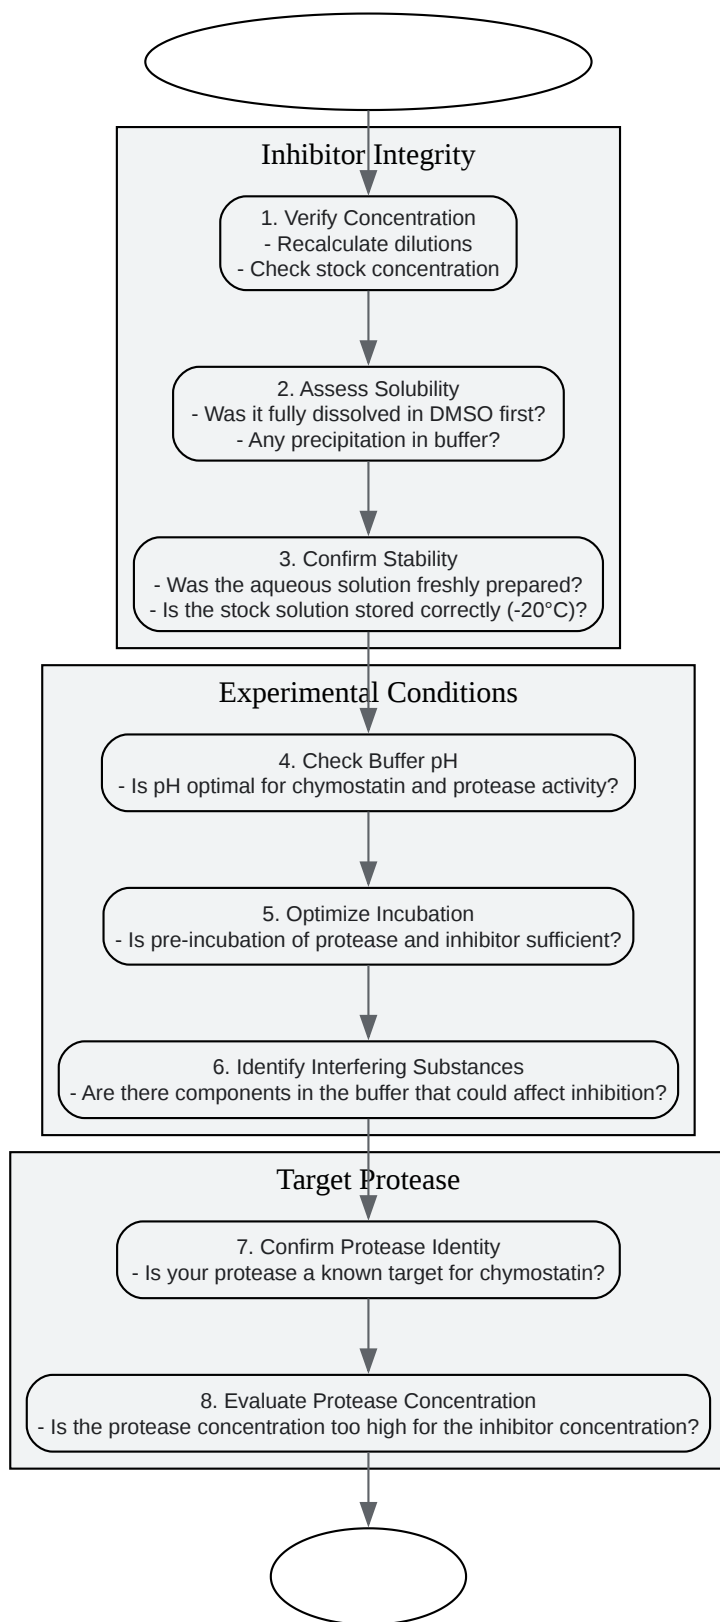 Inhibitor Integrity
1. Verify Concentration
- Recalculate dilutions
- Check stock concentration
2. Assess Solubility
- Was it fully dissolved in DMSO first?
- Any precipitation in buffer?
3. Confirm Stability
- Was the aqueous solution freshly prepared?
- Is the stock solution stored correctly (-20°C)?
Experimental Conditions
4. Check Buffer pH
- Is pH optimal for chymostatin and protease activity?
5. Optimize Incubation
- Is pre-incubation of protease and inhibitor sufficient?
6. Identify Interfering Substances
- Are there components in the buffer that could affect inhibition?
Target Protease
7. Confirm Protease Identity
- Is your protease a known target for chymostatin?
8. Evaluate Protease Concentration
- Is the protease concentration too high for the inhibitor concentration?